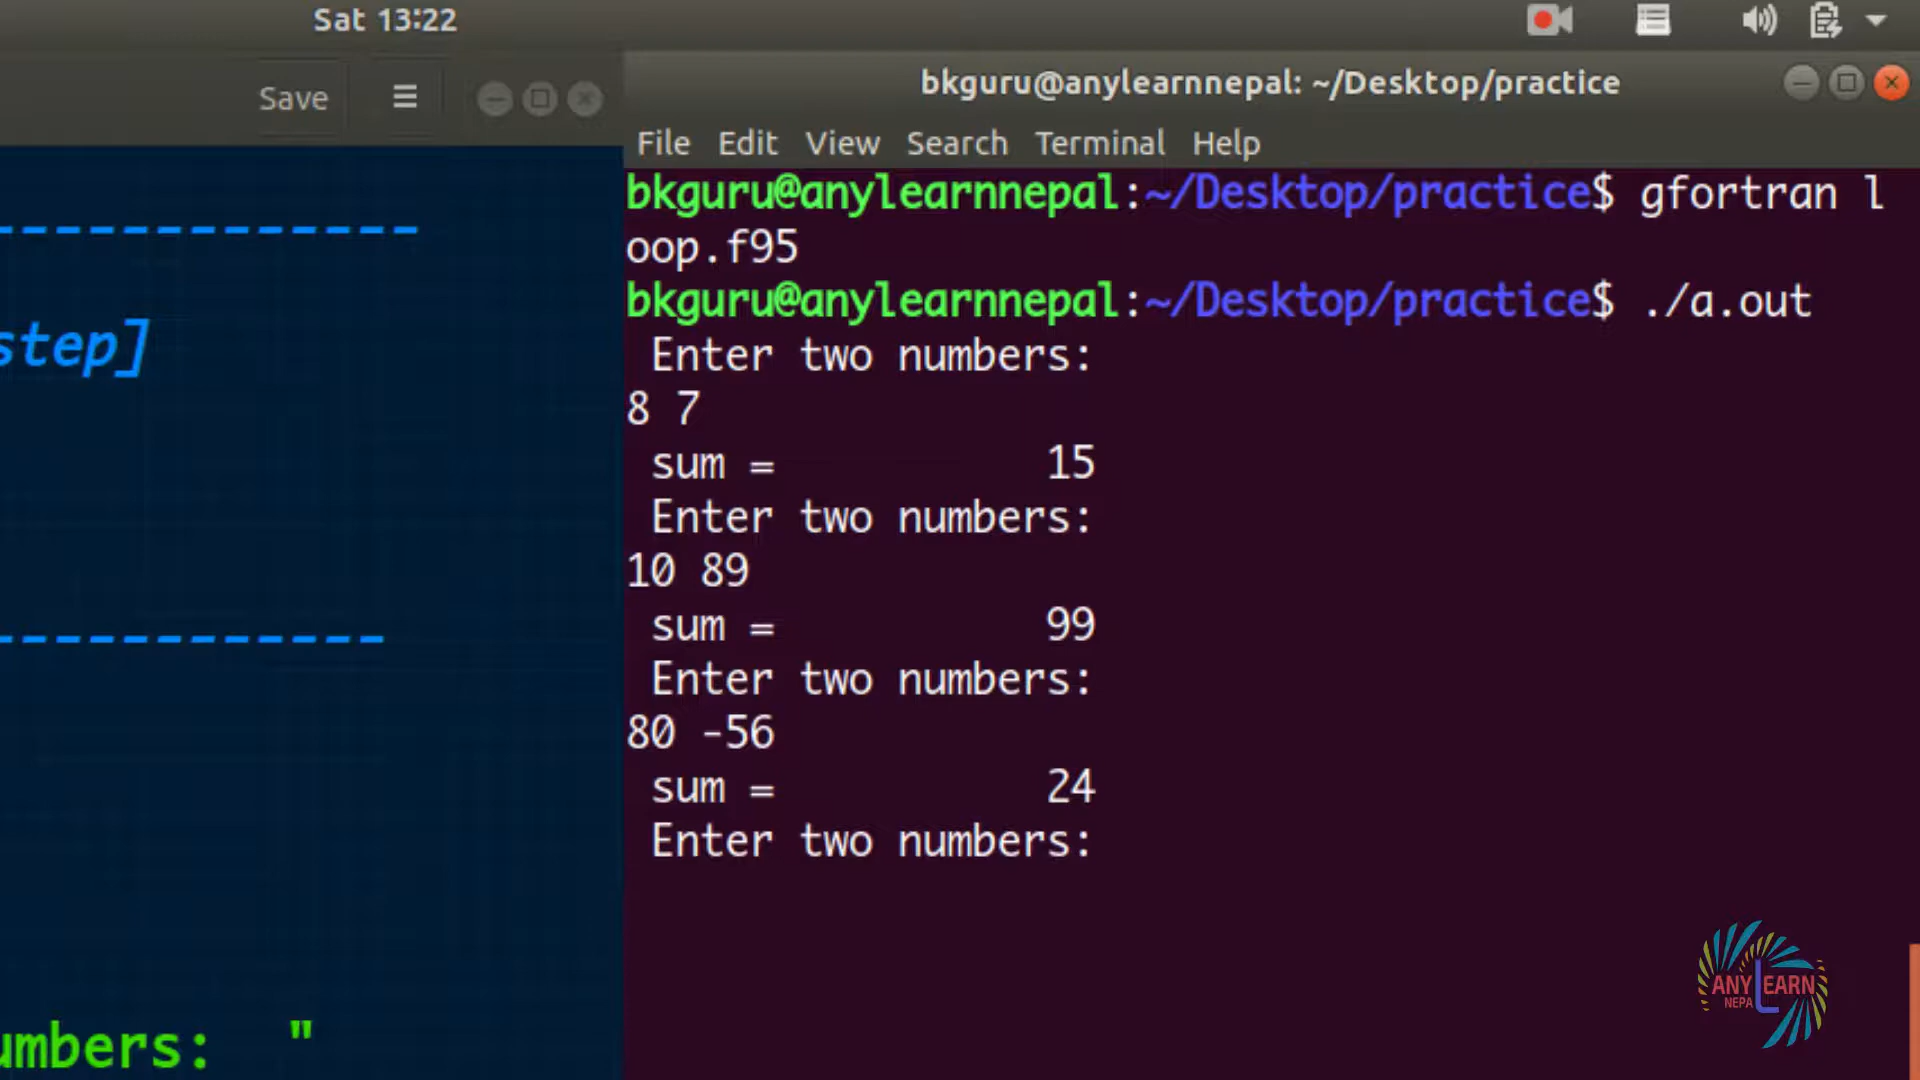 Sat 13:22
Save
bkguru@anylearnnepal: ~/Desktop/practice
File Edit View Search Terminal Help
step]
umbers:  "
bkguru@anylearnnepal:~/Desktop/practice$ gfortran l
oop.f95
bkguru@anylearnnepal:~/Desktop/practice$ ./a.out
Enter two numbers:
8 7
sum = 15
Enter two numbers:
10 89
sum = 99
Enter two numbers:
80 -56
sum = 24
Enter two numbers:
ANY LEARN
NEPAL